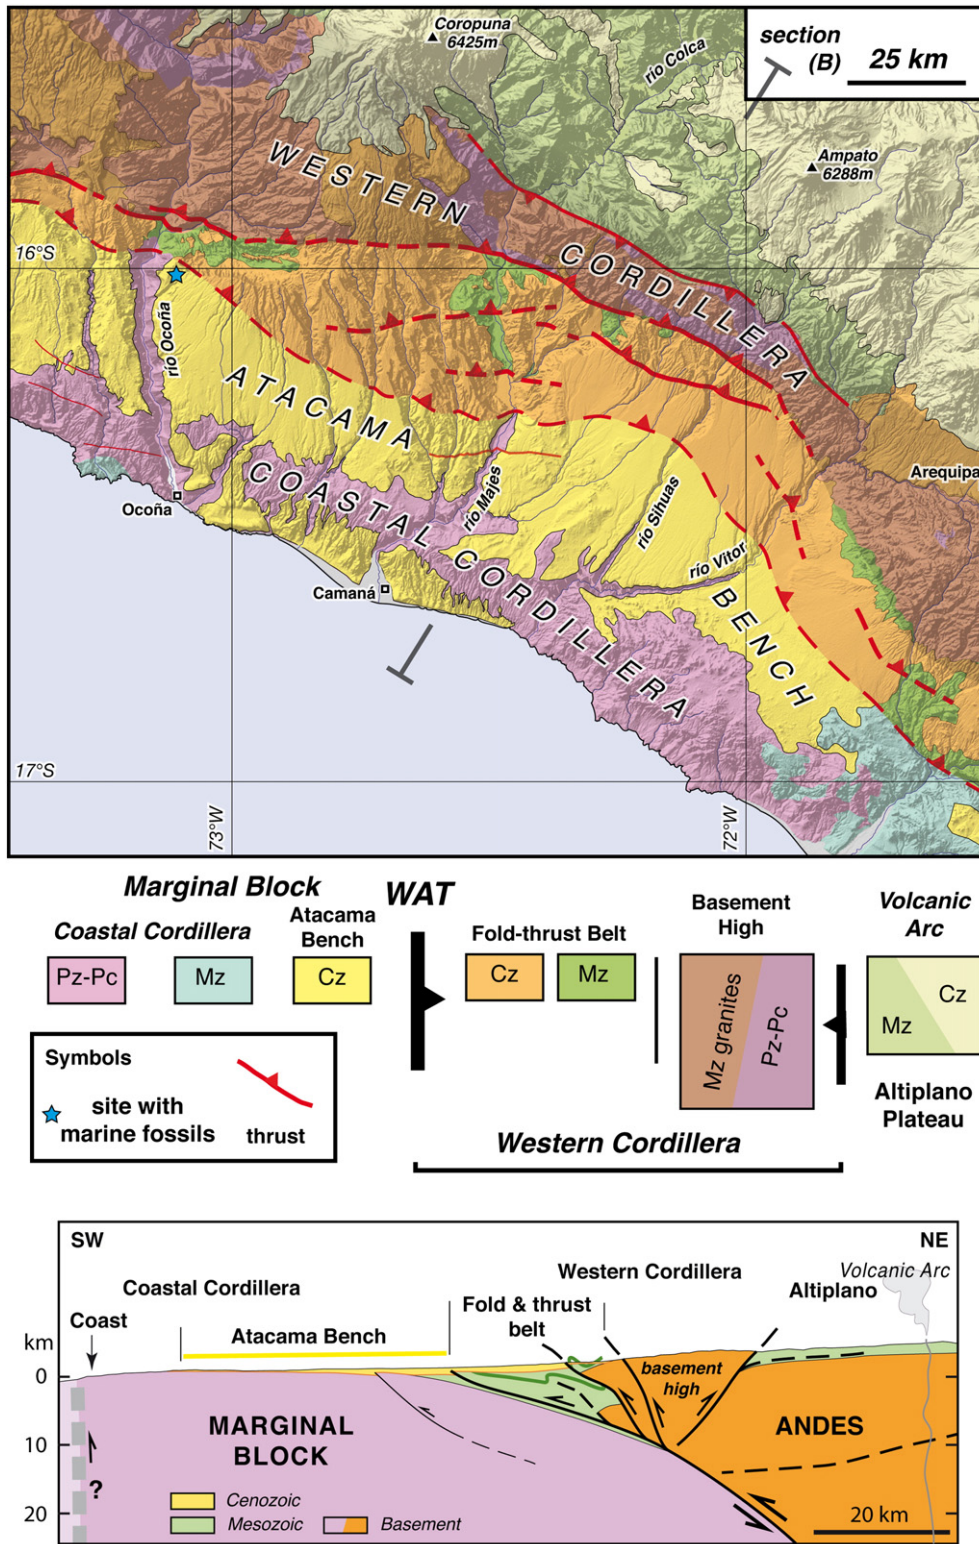 Coropuna
6425m
río Colca
section
(B)
25 km
Ampato
6288m
WESTERN
CORDILLERA
16°S
río Ocoña
ATACAMA
BENCH
COASTAL CORDILLERA
río Majes
río Sihuas
río Vitor
Arequipa
Ocoña
Camaná
17°S
73°W
72°W
Marginal Block
WAT
Coastal Cordillera
Atacama
Bench
Fold-thrust Belt
Basement
High
Volcanic
Arc
Pz-Pc
Mz
Cz
Cz
Mz
Mz granites
Pz-Pc
Mz
Cz
Altiplano
Plateau
Symbols
site with
marine fossils
thrust
Western Cordillera
SW
NE
Coastal Cordillera
Western Cordillera
Volcanic Arc
Altiplano
Coast
Atacama Bench
Fold & thrust
belt
km
0
10
20
basement
high
MARGINAL
BLOCK
ANDES
?
Cenozoic
Mesozoic
Basement
20 km